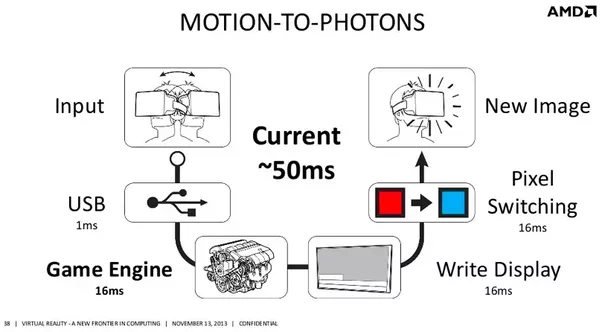 MOTION-TO-PHOTONS
AMD
Input
New Image
Current
~50ms
USB
1ms
Pixel
Switching
16ms
Game Engine
16ms
Write Display
16ms
38 | VIRTUAL REALITY - A NEW FRONTIER IN COMPUTING | NOVEMBER 13, 2013 | CONFIDENTIAL